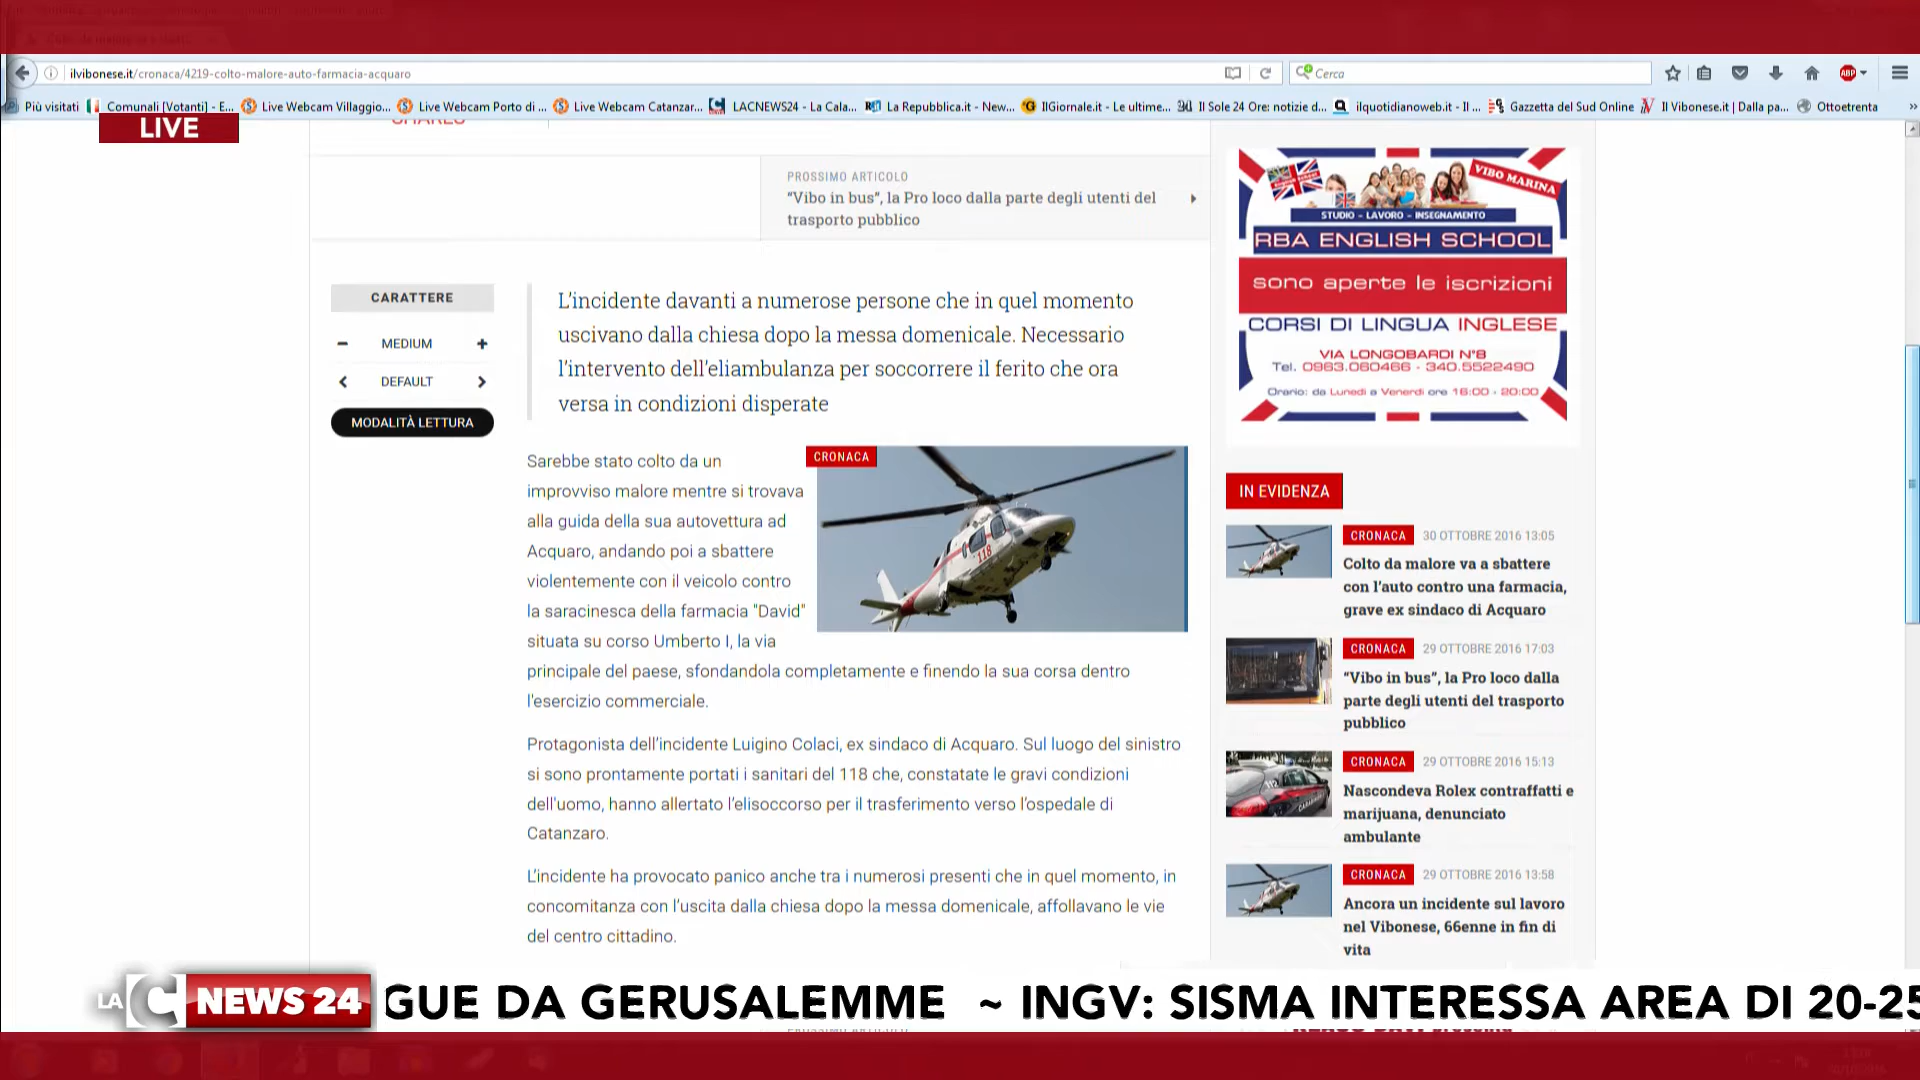 ilvibonese.it/cronaca/4219-colto-malore-auto-farmacia-acquaro
Cerca
ABP
Più visitati
Comunali [Votanti] - E...
Live Webcam Villaggio...
Live Webcam Porto di ...
Live Webcam Catanzar...
LACNEWS24 - La Cala...
La Repubblica.it - New...
IlGiornale.it - Le ultime...
Il Sole 24 Ore: notizie d...
ilquotidianoweb.it - Il ...
Gazzetta del Sud Online
Il Vibonese.it | Dalla pa...
Ottoetrenta
LIVE
SHARES
PROSSIMO ARTICOLO
“Vibo in bus”, la Pro loco dalla parte degli utenti del
trasporto pubblico
CARATTERE
MEDIUM
DEFAULT
MODALITÀ LETTURA
L’incidente davanti a numerose persone che in quel momento
uscivano dalla chiesa dopo la messa domenicale. Necessario
l’intervento dell’eliambulanza per soccorrere il ferito che ora
versa in condizioni disperate
CRONACA
118
Sarebbe stato colto da un
improvviso malore mentre si trovava
alla guida della sua autovettura ad
Acquaro, andando poi a sbattere
violentemente con il veicolo contro
la saracinesca della farmacia "David"
situata su corso Umberto I, la via
principale del paese, sfondandola completamente e finendo la sua corsa dentro
l'esercizio commerciale.
Protagonista dell’incidente Luigino Colaci, ex sindaco di Acquaro. Sul luogo del sinistro
si sono prontamente portati i sanitari del 118 che, constatate le gravi condizioni
dell'uomo, hanno allertato l’elisoccorso per il trasferimento verso l’ospedale di
Catanzaro.
L’incidente ha provocato panico anche tra i numerosi presenti che in quel momento, in
concomitanza con l’uscita dalla chiesa dopo la messa domenicale, affollavano le vie
del centro cittadino.
VIBO MARINA
STUDIO - LAVORO - INSEGNAMENTO
RBA ENGLISH SCHOOL
sono aperte le iscrizioni
CORSI DI LINGUA INGLESE
VIA LONGOBARDI N°8
Tel. 0963.060466 - 340.5522490
Orario: da Lunedì a Venerdì ore 16:00 - 20:00
IN EVIDENZA
CRONACA 30 OTTOBRE 2016 13:05
Colto da malore va a sbattere
con l’auto contro una farmacia,
grave ex sindaco di Acquaro
CRONACA 29 OTTOBRE 2016 17:03
“Vibo in bus”, la Pro loco dalla
parte degli utenti del trasporto
pubblico
CRONACA 29 OTTOBRE 2016 15:13
Nascondeva Rolex contraffatti e
marijuana, denunciato
ambulante
CRONACA 29 OTTOBRE 2016 13:58
Ancora un incidente sul lavoro
nel Vibonese, 66enne in fin di
vita
LA C NEWS 24
GUE DA GERUSALEMME ~ INGV: SISMA INTERESSA AREA DI 20-25
PROSSIMO ARTICOLO